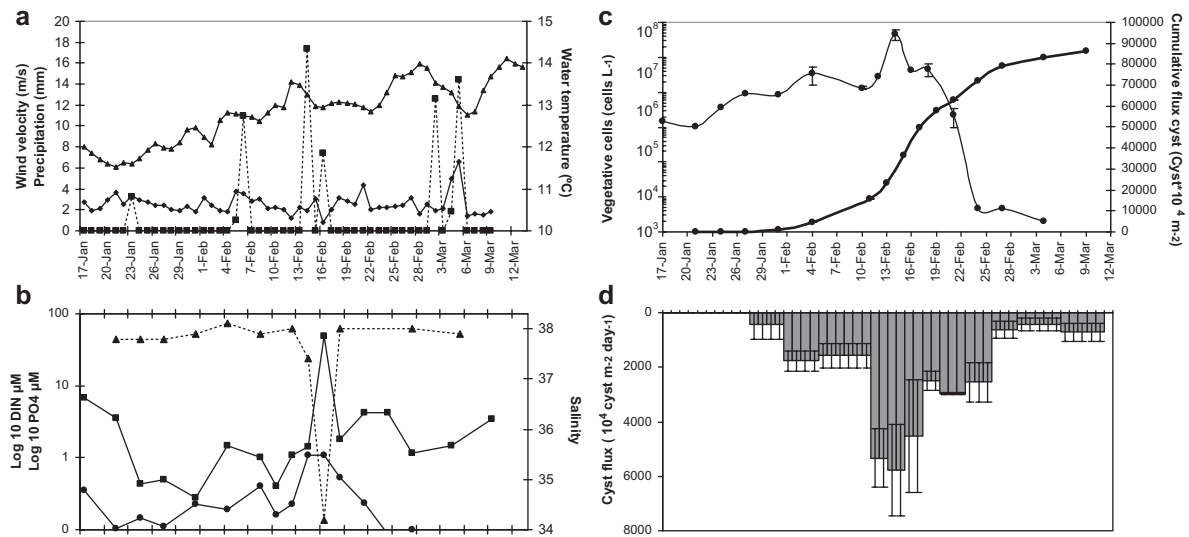 a
20
18
16
14
12
10
8
6
4
2
0
Wind velocity (m/s)
Precipitation (mm)
15
14
13
12
11
10
Water temperature (°C)
17-Jan
20-Jan
23-Jan
26-Jan
29-Jan
1-Feb
4-Feb
7-Feb
10-Feb
13-Feb
16-Feb
19-Feb
22-Feb
25-Feb
28-Feb
3-Mar
6-Mar
9-Mar
12-Mar
b
100
10
1
0
Log 10 DIN µM
Log 10 PO4 µM
38
37
36
35
34
Salinity
c
10⁸
10⁷
10⁶
10⁵
10⁴
10³
Vegetative cells (cells L-1)
100000
90000
80000
70000
60000
50000
40000
30000
20000
10000
0
Cumulative flux cyst (Cyst*10⁴ m-2)
17-Jan
20-Jan
23-Jan
26-Jan
29-Jan
1-Feb
4-Feb
7-Feb
10-Feb
13-Feb
16-Feb
19-Feb
22-Feb
25-Feb
28-Feb
3-Mar
6-Mar
9-Mar
12-Mar
d
0
2000
4000
6000
8000
Cyst flux ( 10⁴ cyst m-2 day-1)